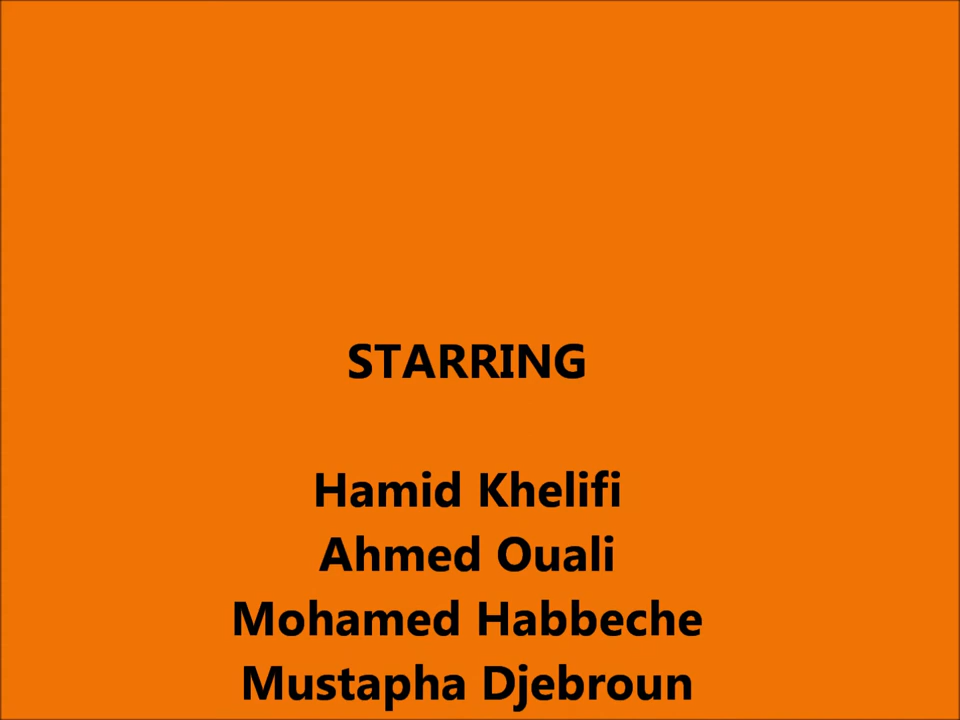 STARRING
Hamid Khelifi
Ahmed Ouali
Mohamed Habbeche
Mustapha Djebroun